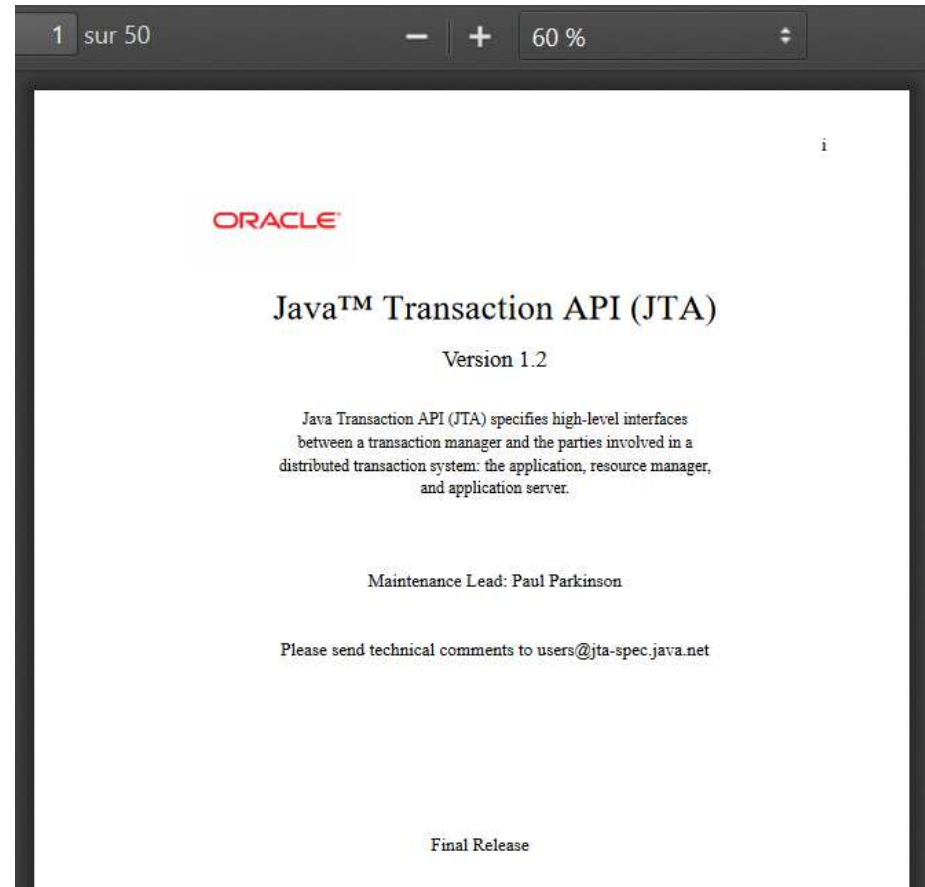 1 sur 50 − + 60 %
i
ORACLE®
Java™ Transaction API (JTA)
Version 1.2
Java Transaction API (JTA) specifies high-level interfaces
between a transaction manager and the parties involved in a
distributed transaction system: the application, resource manager,
and application server.
Maintenance Lead: Paul Parkinson
Please send technical comments to users@jta-spec.java.net
Final Release